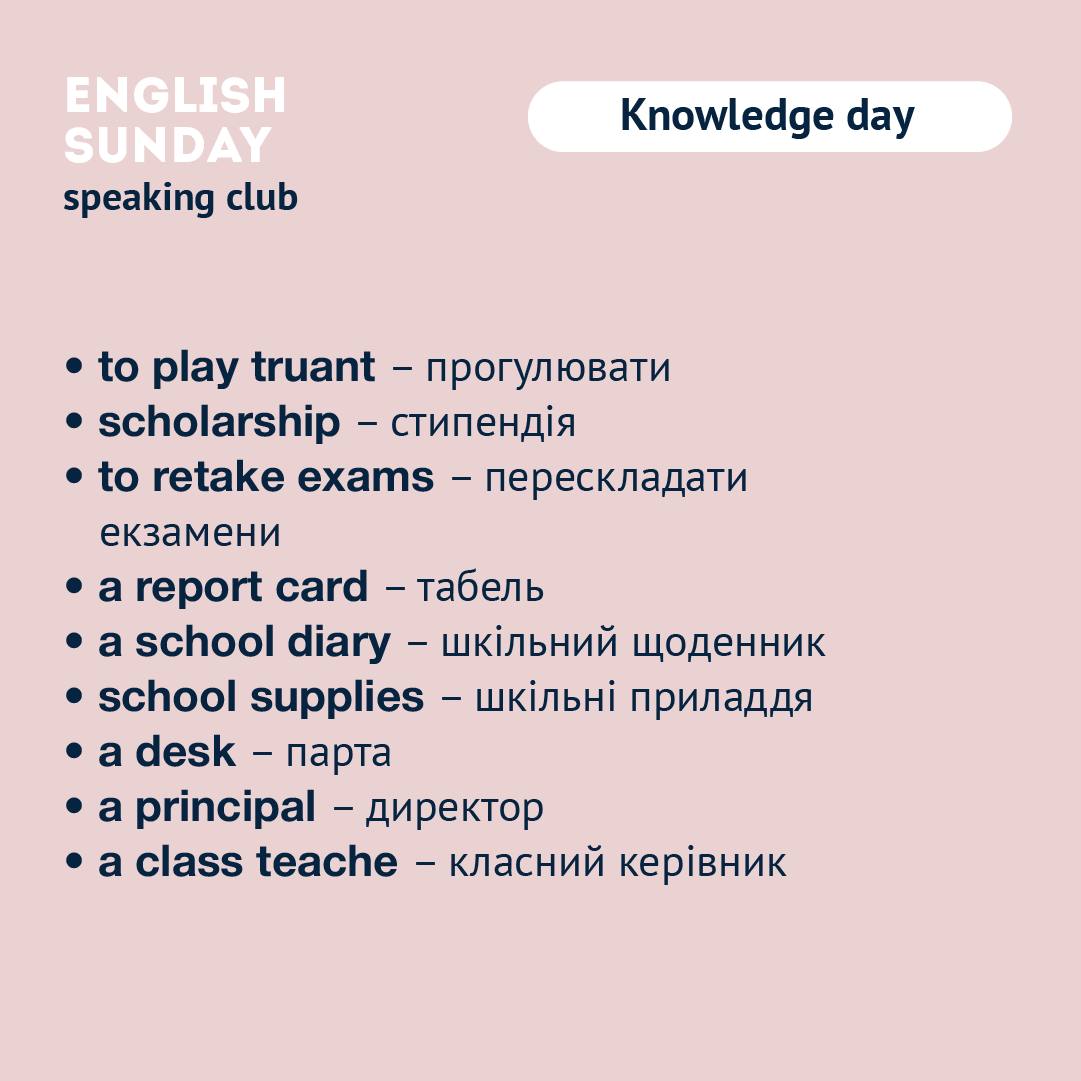 ENGLISH
SUNDAY
speaking club
Knowledge day
• to play truant – прогулювати
• scholarship – стипендія
• to retake exams – перескладати
екзамени
• a report card – табель
• a school diary – шкільний щоденник
• school supplies – шкільні приладдя
• a desk – парта
• a principal – директор
• a class teache – класний керівник